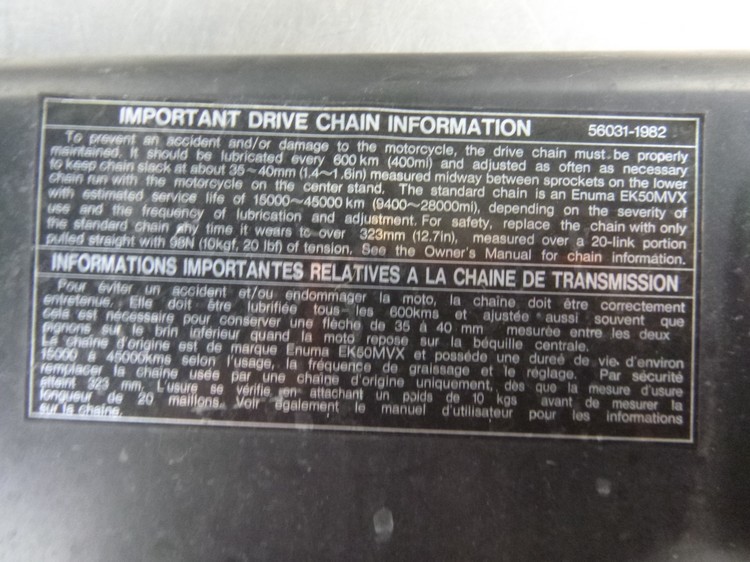 IMPORTANT DRIVE CHAIN INFORMATION 56031-1982
To prevent an accident and/or damage to the motorcycle, the drive chain must be properly
maintained. It should be lubricated every 600 km (400mi) and adjusted as often as necessary
to keep chain slack at about 35~40mm (1.4~1.6in) measured midway between sprockets on the lower
chain run with the motorcycle on the center stand. The standard chain is an Enuma EK50MVX
with estimated service life of 15000~45000 km (9400~28000mi), depending on the severity of
use and the frequency of lubrication and adjustment. For safety, replace the chain with only
the standard chain any time it wears to over 323mm (12.7in), measured over a 20-link portion
pulled straight with 98N (10kgf, 20 lbf) of tension. See the Owner's Manual for chain information.
INFORMATIONS IMPORTANTES RELATIVES A LA CHAINE DE TRANSMISSION
Pour éviter un accident et/ou endommager la moto, la chaîne doit être correctement
entretenue. Elle doit être lubrifiée tous les 600kms et ajustée aussi souvent que
cela est nécessaire pour conserver une flèche de 35 à 40 mm mesurée entre les deux
pignons sur le brin inférieur quand la moto repose sur la béquille centrale.
La chaîne d'origine est de marque Enuma EK50MVX et possède une durée de vie d'environ
15000 à 45000kms selon l'usage, la fréquence de graissage et le réglage. Par sécurité
remplacer la chaîne usée par une chaîne d'origine uniquement, dès que la mesure d'usure
atteint 323 mm. L'usure se vérifie en attachant un poids de 10 kgs avant de mesurer la
longueur de 20 maillons. Voir également le manuel d'utilisateur pour les informations
sur la chaîne.